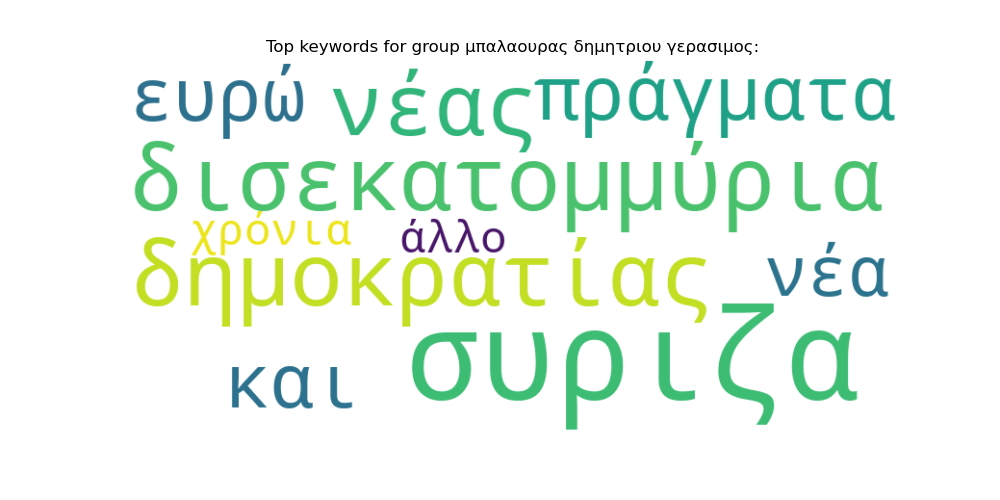 Top keywords for group μπαλαουρας δημητριου γερασιμος:
ευρώ νέας πράγματα
δισεκατομμύρια
χρόνια άλλο
δημοκρατίας νέα
και συριζα